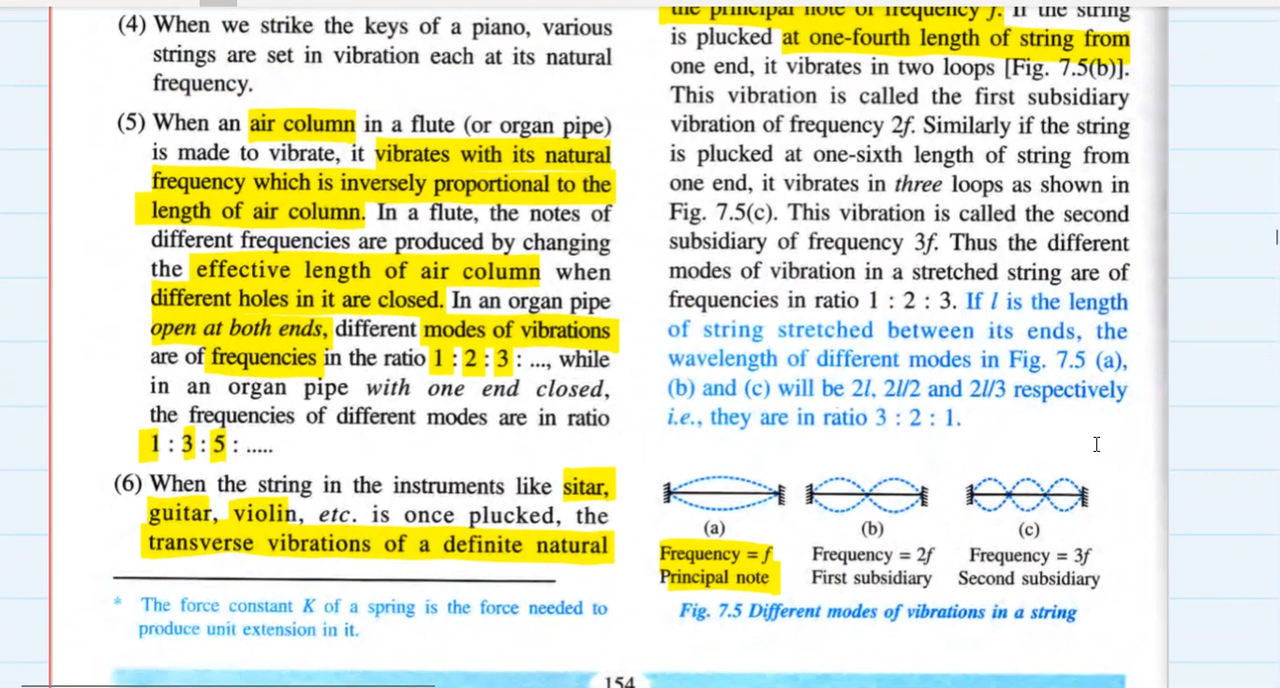 (4) When we strike the keys of a piano, various
strings are set in vibration each at its natural
frequency.
(5) When an air column in a flute (or organ pipe)
is made to vibrate, it vibrates with its natural
frequency which is inversely proportional to the
length of air column. In a flute, the notes of
different frequencies are produced by changing
the effective length of air column when
different holes in it are closed. In an organ pipe
open at both ends, different modes of vibrations
are of frequencies in the ratio 1 : 2 : 3 : ..., while
in an organ pipe with one end closed,
the frequencies of different modes are in ratio
1 : 3 : 5 : .....
(6) When the string in the instruments like sitar,
guitar, violin, etc. is once plucked, the
transverse vibrations of a definite natural
* The force constant K of a spring is the force needed to
produce unit extension in it.
the principal note of frequency f. If the string
is plucked at one-fourth length of string from
one end, it vibrates in two loops [Fig. 7.5(b)].
This vibration is called the first subsidiary
vibration of frequency 2f. Similarly if the string
is plucked at one-sixth length of string from
one end, it vibrates in three loops as shown in
Fig. 7.5(c). This vibration is called the second
subsidiary of frequency 3f. Thus the different
modes of vibration in a stretched string are of
frequencies in ratio 1 : 2 : 3. If l is the length
of string stretched between its ends, the
wavelength of different modes in Fig. 7.5 (a),
(b) and (c) will be 2l, 2l/2 and 2l/3 respectively
i.e., they are in ratio 3 : 2 : 1.
(a) (b) (c)
Frequency = f Frequency = 2f Frequency = 3f
Principal note First subsidiary Second subsidiary
Fig. 7.5 Different modes of vibrations in a string
154